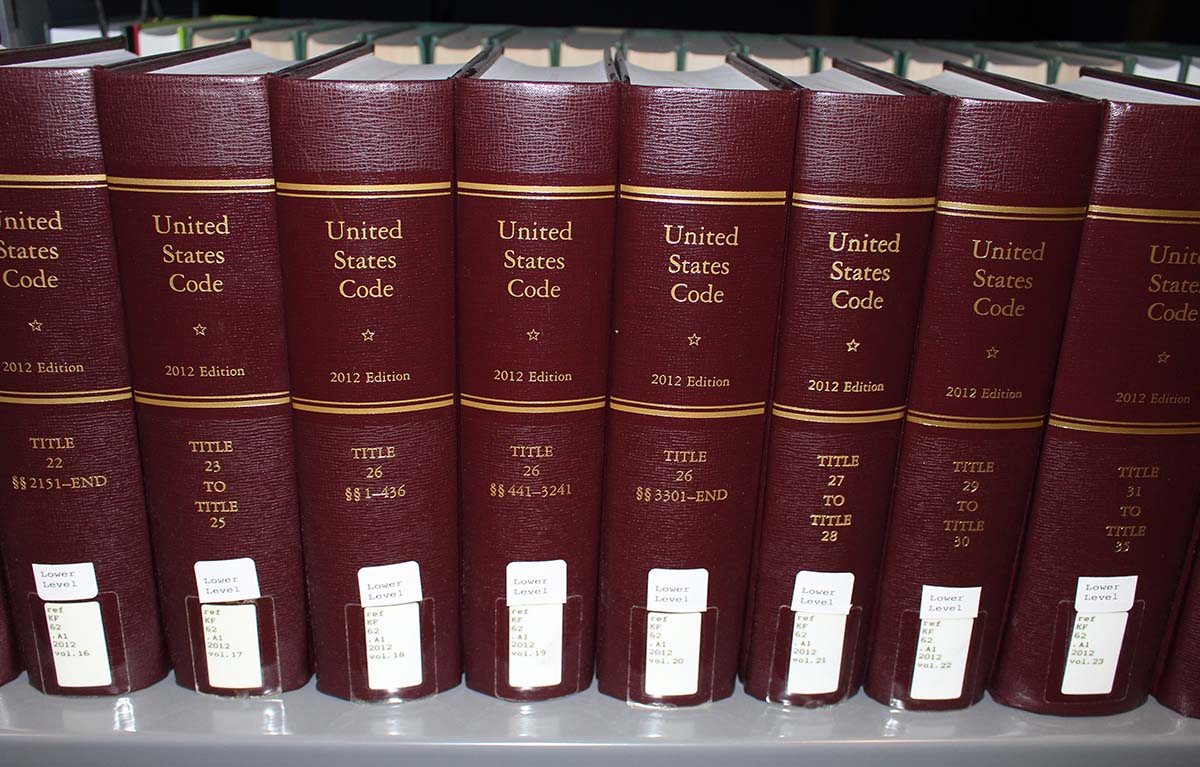 United
States
Code
2012 Edition
TITLE
22
§§ 2151–END
Lower
Level
ref
KF
62
.A1
2012
vol.16
United
States
Code
2012 Edition
TITLE
23
TO
TITLE
25
Lower
Level
ref
KF
62
.A1
2012
vol.17
United
States
Code
2012 Edition
TITLE
26
§§ 1–436
Lower
Level
ref
KF
62
.A1
2012
vol.18
United
States
Code
2012 Edition
TITLE
26
§§ 441–3241
Lower
Level
ref
KF
62
.A1
2012
vol.19
United
States
Code
2012 Edition
TITLE
26
§§ 3301–END
Lower
Level
ref
KF
62
.A1
2012
vol.20
United
States
Code
2012 Edition
TITLE
27
TO
TITLE
28
Lower
Level
ref
KF
62
.A1
2012
vol.21
United
States
Code
2012 Edition
TITLE
29
TO
TITLE
30
Lower
Level
ref
KF
62
.A1
2012
vol.22
United
States
Code
2012 Edition
TITLE
31
TO
TITLE
35
Lower
Level
ref
KF
62
.A1
2012
vol.23